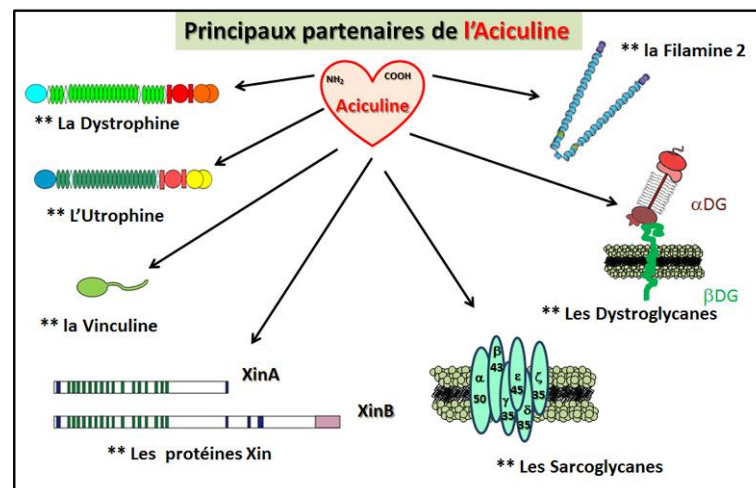 Principaux partenaires de l'Aciculine
NH2
COOH
Aciculine
** la Filamine 2
** La Dystrophine
** L'Utrophine
αDG
βDG
** Les Dystroglycanes
** la Vinculine
XinA
XinB
** Les protéines Xin
α
50
β
43
γ
35
ε
45
δ
35
ζ
35
** Les Sarcoglycanes